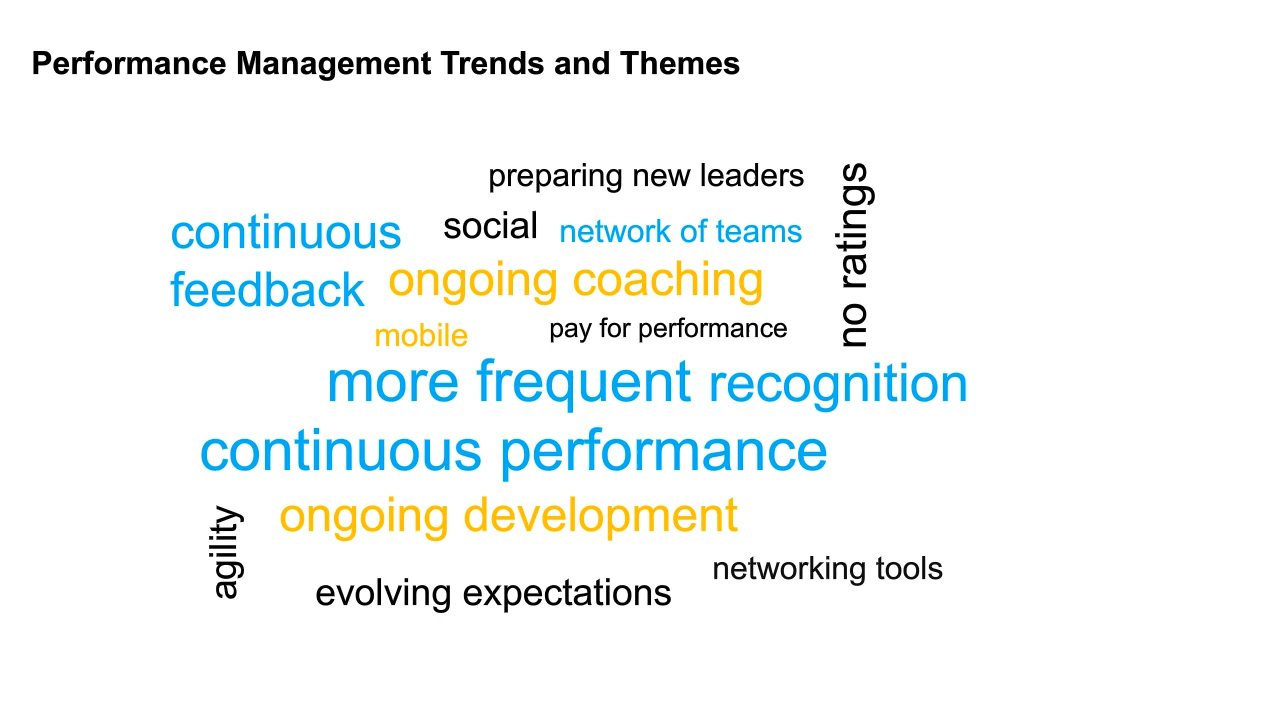 Performance Management Trends and Themes
preparing new leaders
no ratings
continuous
feedback
social
network of teams
ongoing coaching
mobile
pay for performance
more frequent recognition
continuous performance
agility
ongoing development
networking tools
evolving expectations